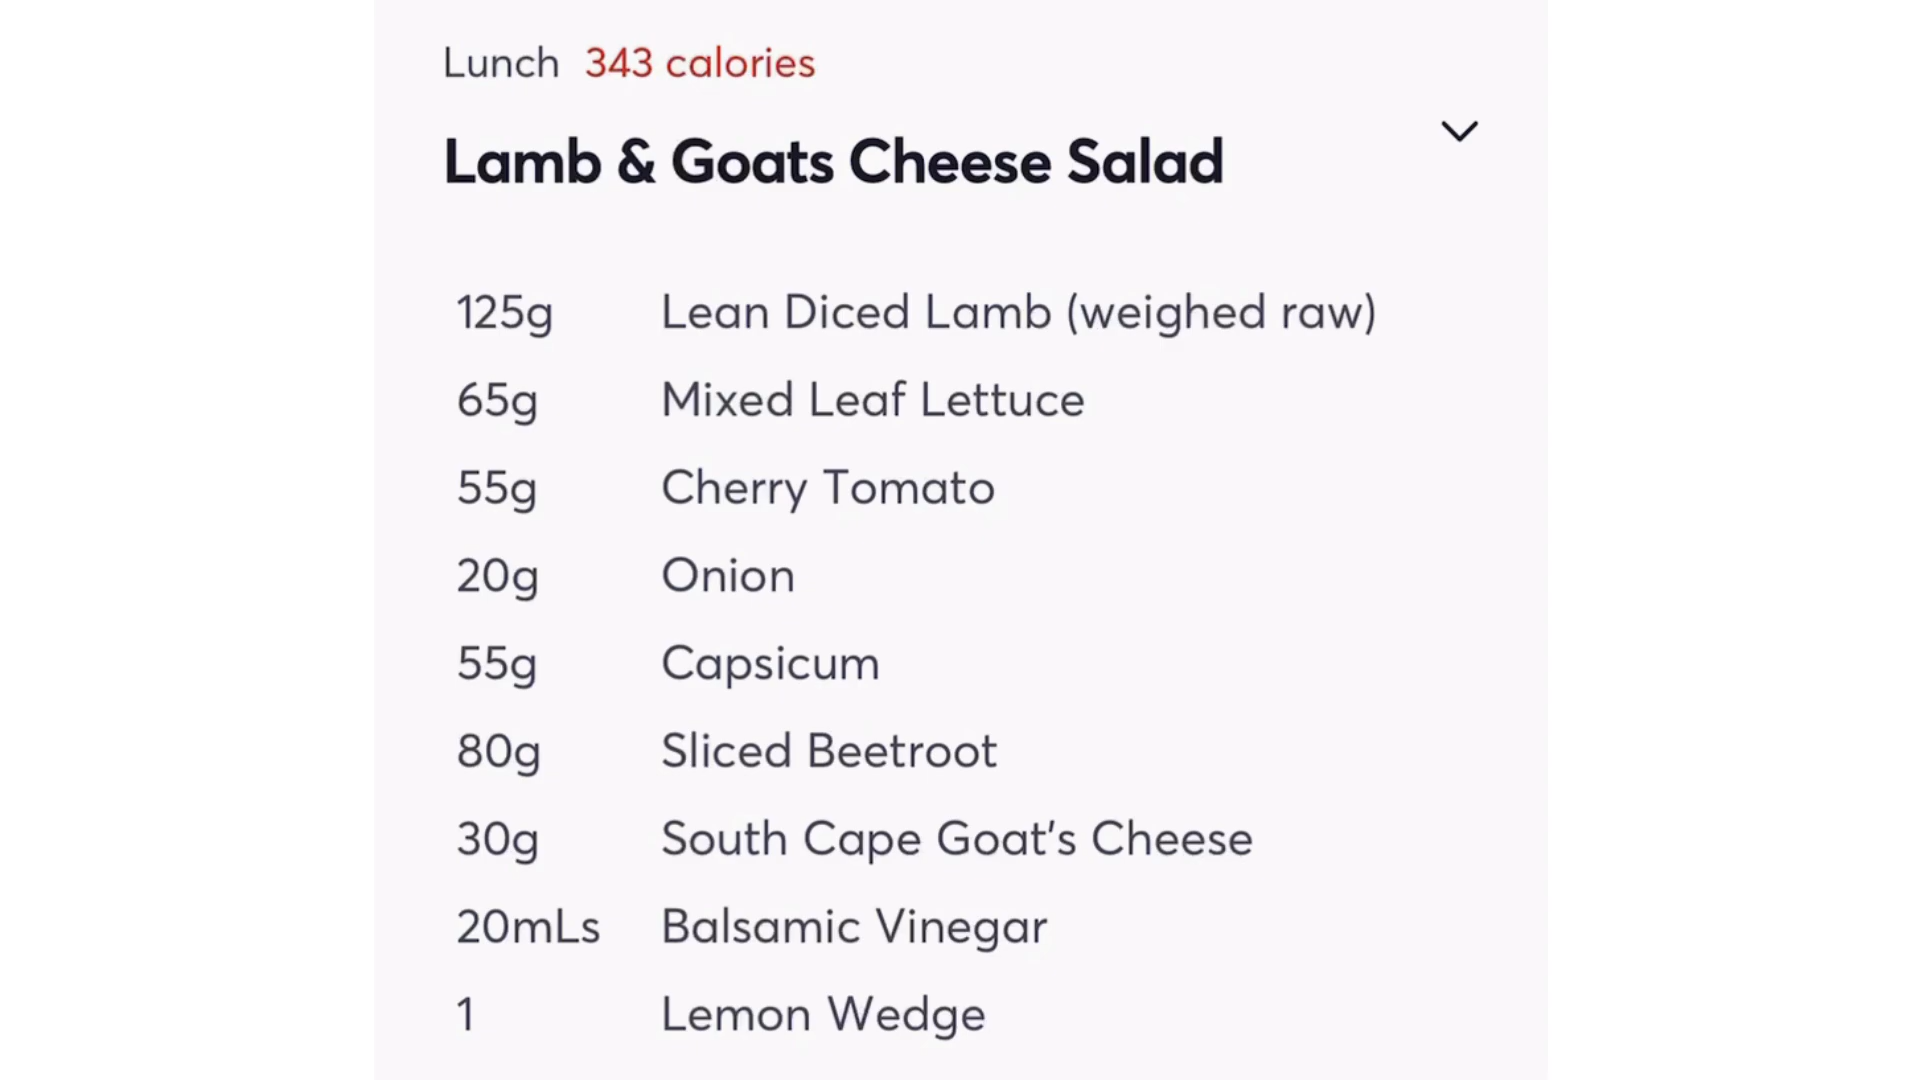 Lunch 343 calories
Lamb & Goats Cheese Salad
125g Lean Diced Lamb (weighed raw)
65g Mixed Leaf Lettuce
55g Cherry Tomato
20g Onion
55g Capsicum
80g Sliced Beetroot
30g South Cape Goat's Cheese
20mLs Balsamic Vinegar
1 Lemon Wedge